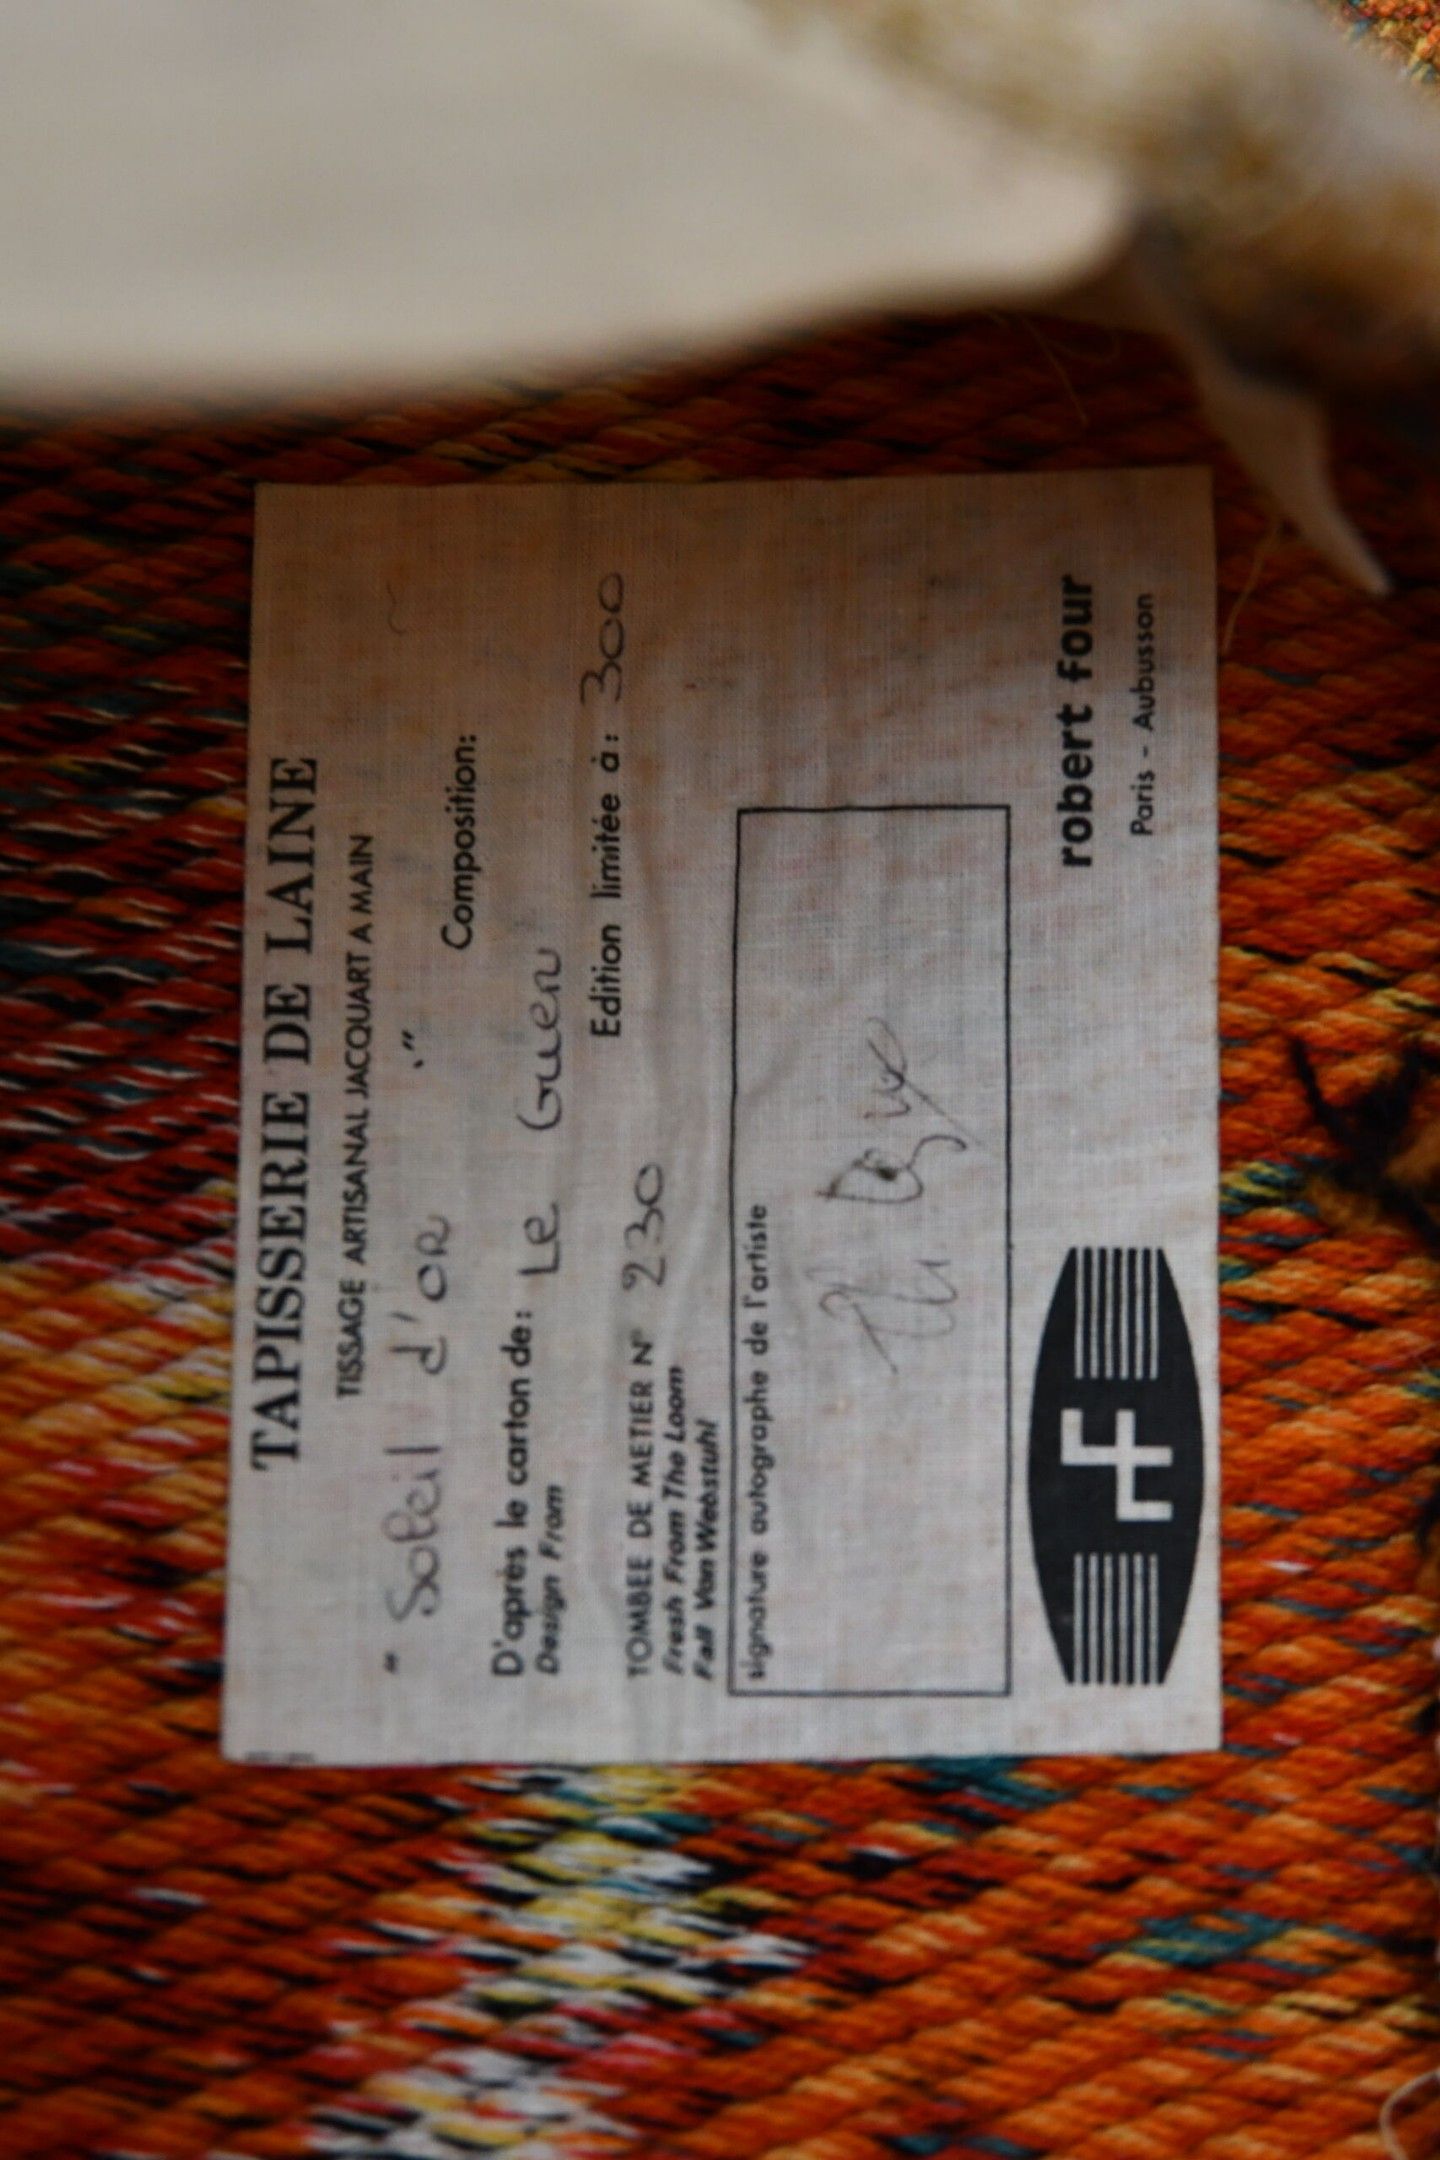 TAPISSERIE DE LAINE
TISSAGE ARTISANAL JACQUART A MAIN
" Soleil d'OR ."
Composition:
D'après le carton de: LE GUEN
Design From
Edition limitée à: 300
TOMBEE DE METIER N° 230
Fresh From The Loom
Fall Vom Webstuhl
signature autographe de l'artiste
robert four
Paris - Aubusson